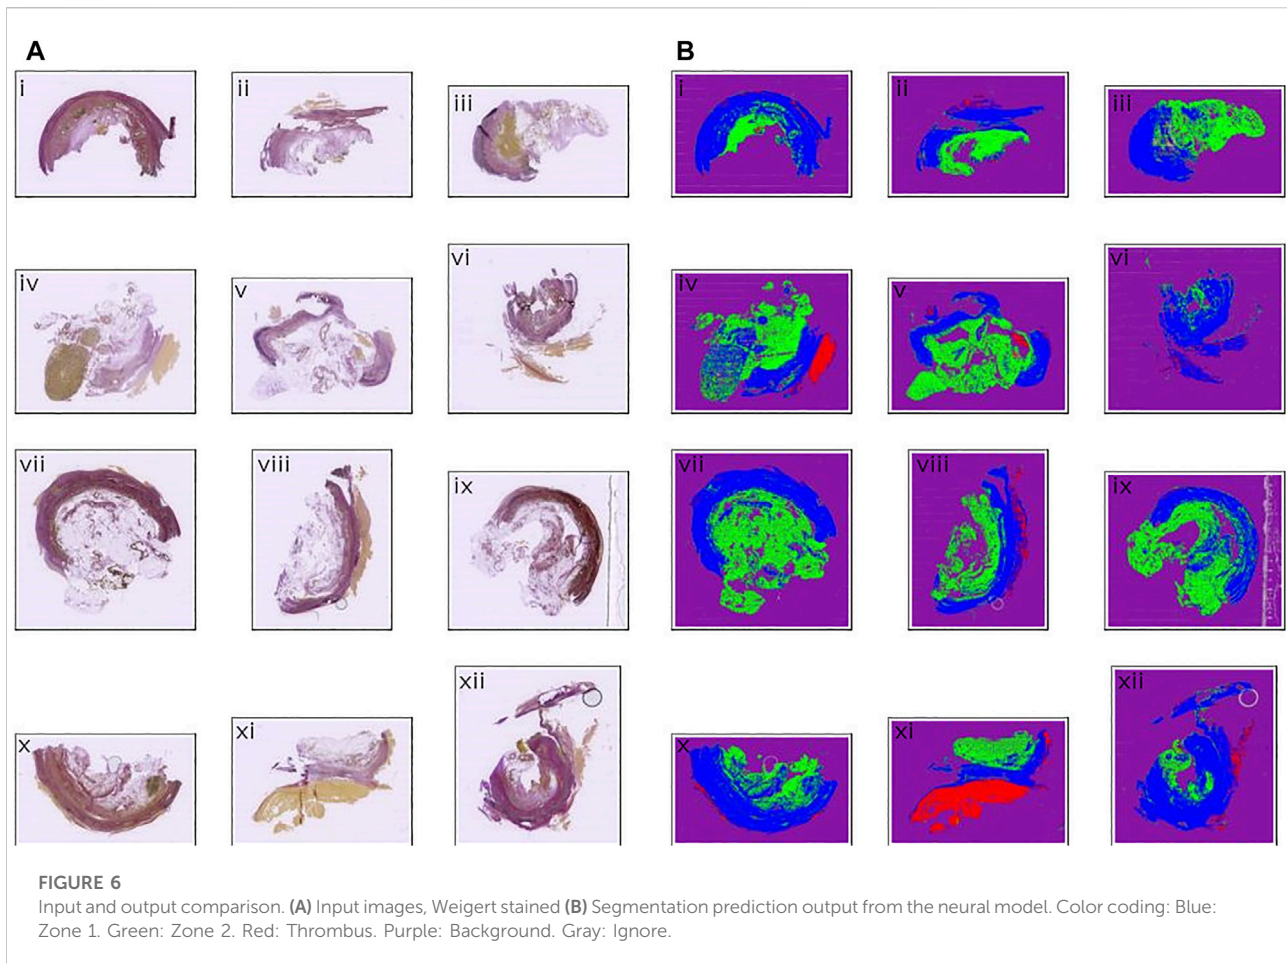 A B
i ii iii i ii iii
iv v vi iv v vi
vii viii ix vii viii ix
x xi xii x xi xii
FIGURE 6
Input and output comparison. (A) Input images, Weigert stained (B) Segmentation prediction output from the neural model. Color coding: Blue:
Zone 1. Green: Zone 2. Red: Thrombus. Purple: Background. Gray: Ignore.